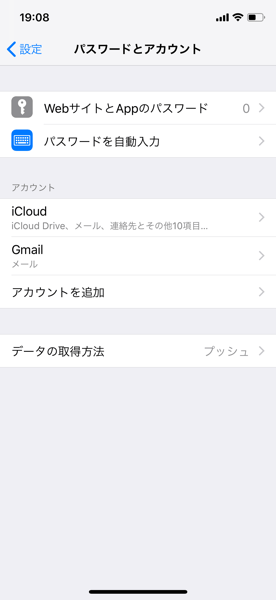 19:08
設定
パスワードとアカウント
WebサイトとAppのパスワード 0
パスワードを自動入力
アカウント
iCloud
iCloud Drive、メール、連絡先とその他10項目...
Gmail
メール
アカウントを追加
データの取得方法 プッシュ